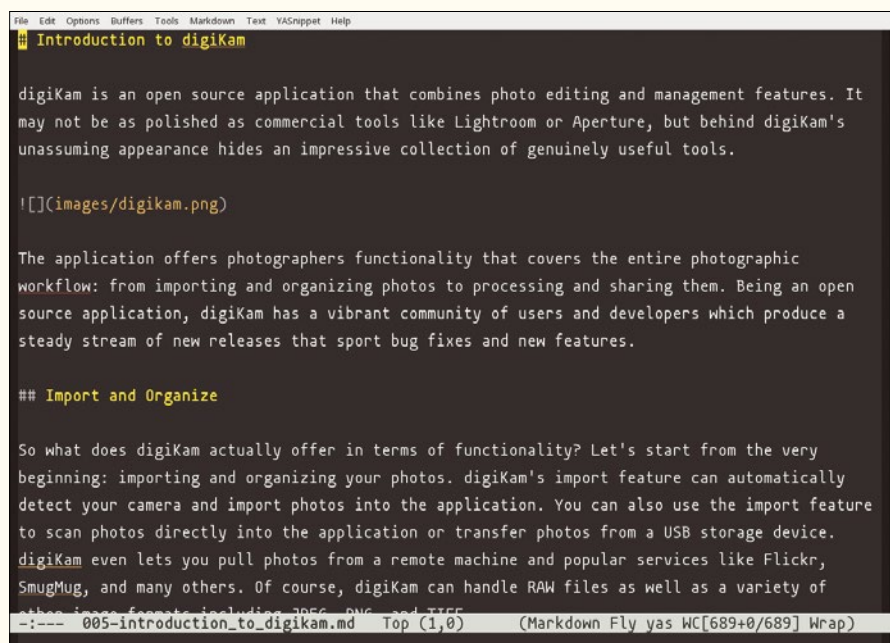 File Edit Options Buffers Tools Markdown Text YASnippet Help
# Introduction to digiKam
digiKam is an open source application that combines photo editing and management features. It
may not be as polished as commercial tools like Lightroom or Aperture, but behind digiKam's
unassuming appearance hides an impressive collection of genuinely useful tools.
![](images/digikam.png)
The application offers photographers functionality that covers the entire photographic
workflow: from importing and organizing photos to processing and sharing them. Being an open
source application, digiKam has a vibrant community of users and developers which produce a
steady stream of new releases that sport bug fixes and new features.
## Import and Organize
So what does digiKam actually offer in terms of functionality? Let's start from the very
beginning: importing and organizing your photos. digiKam's import feature can automatically
detect your camera and import photos into the application. You can also use the import feature
to scan photos directly into the application or transfer photos from a USB storage device.
digiKam even lets you pull photos from a remote machine and popular services like Flickr,
SmugMug, and many others. Of course, digiKam can handle RAW files as well as a variety of
other image formats including JPEG, PNG, and TIFF.
-:--- 005-introduction_to_digikam.md Top (1,0) (Markdown Fly yas WC[689+0/689] Wrap)